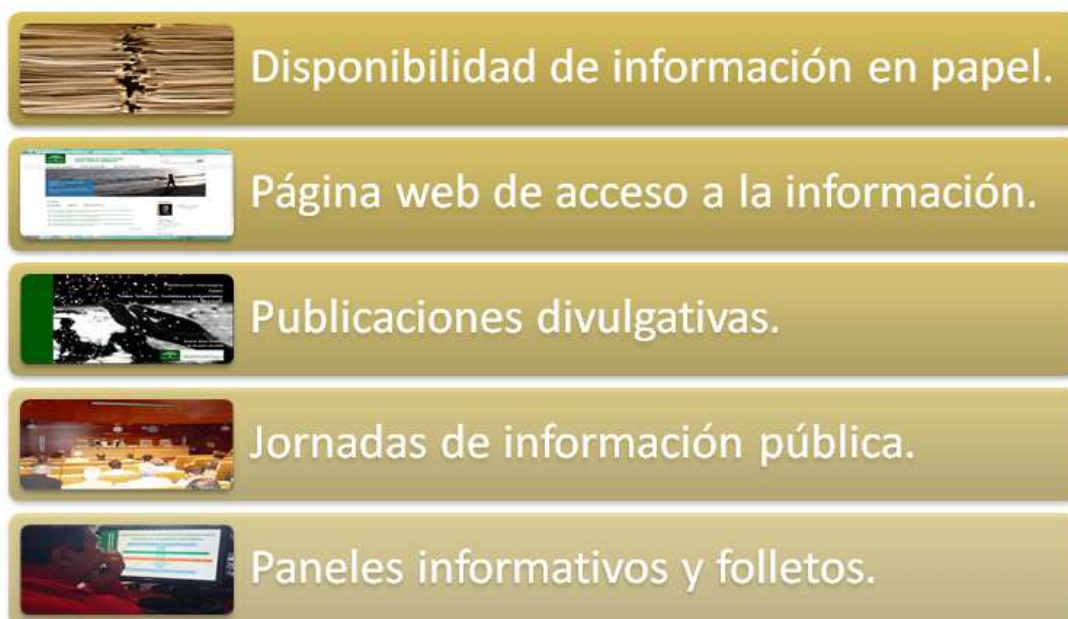 Disponibilidad de información en papel.
Página web de acceso a la información.
Publicaciones divulgativas.
Jornadas de información pública.
Paneles informativos y folletos.